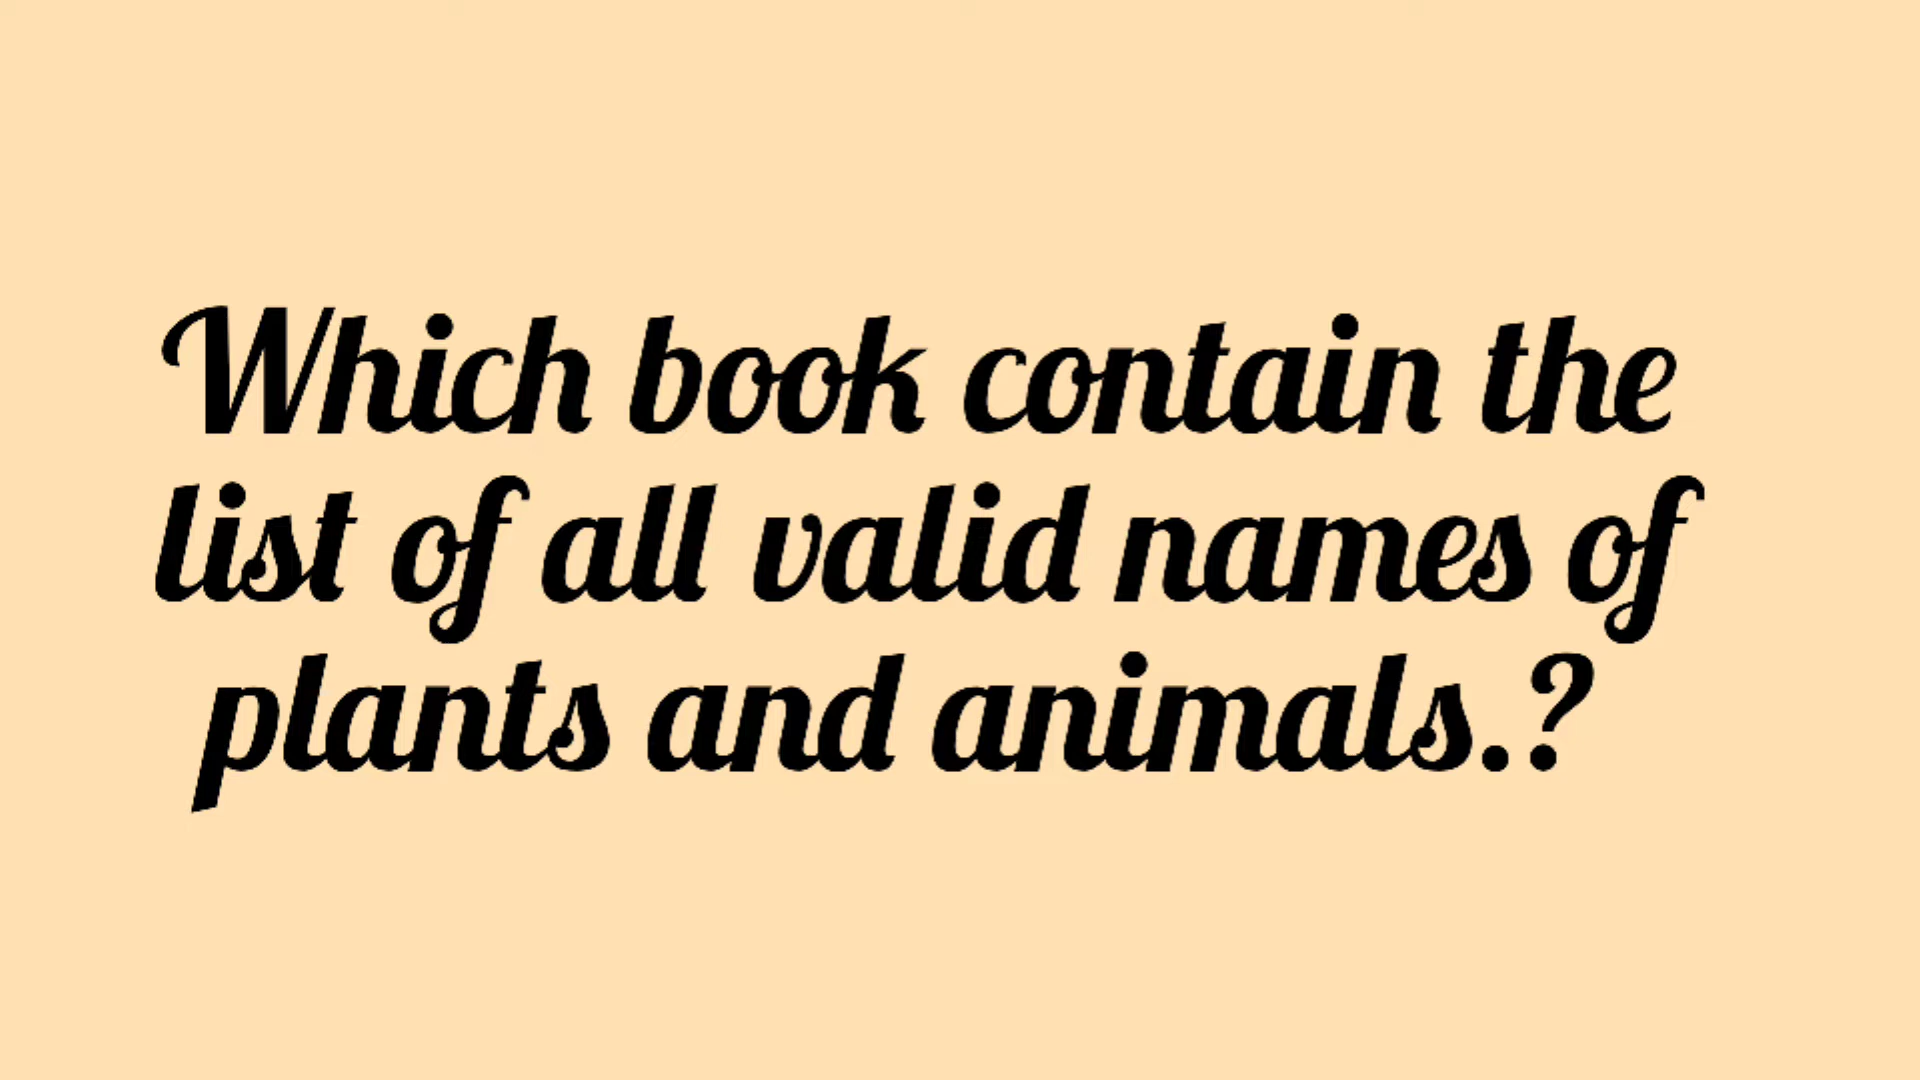 Which book contain the
list of all valid names of
plants and animals.?